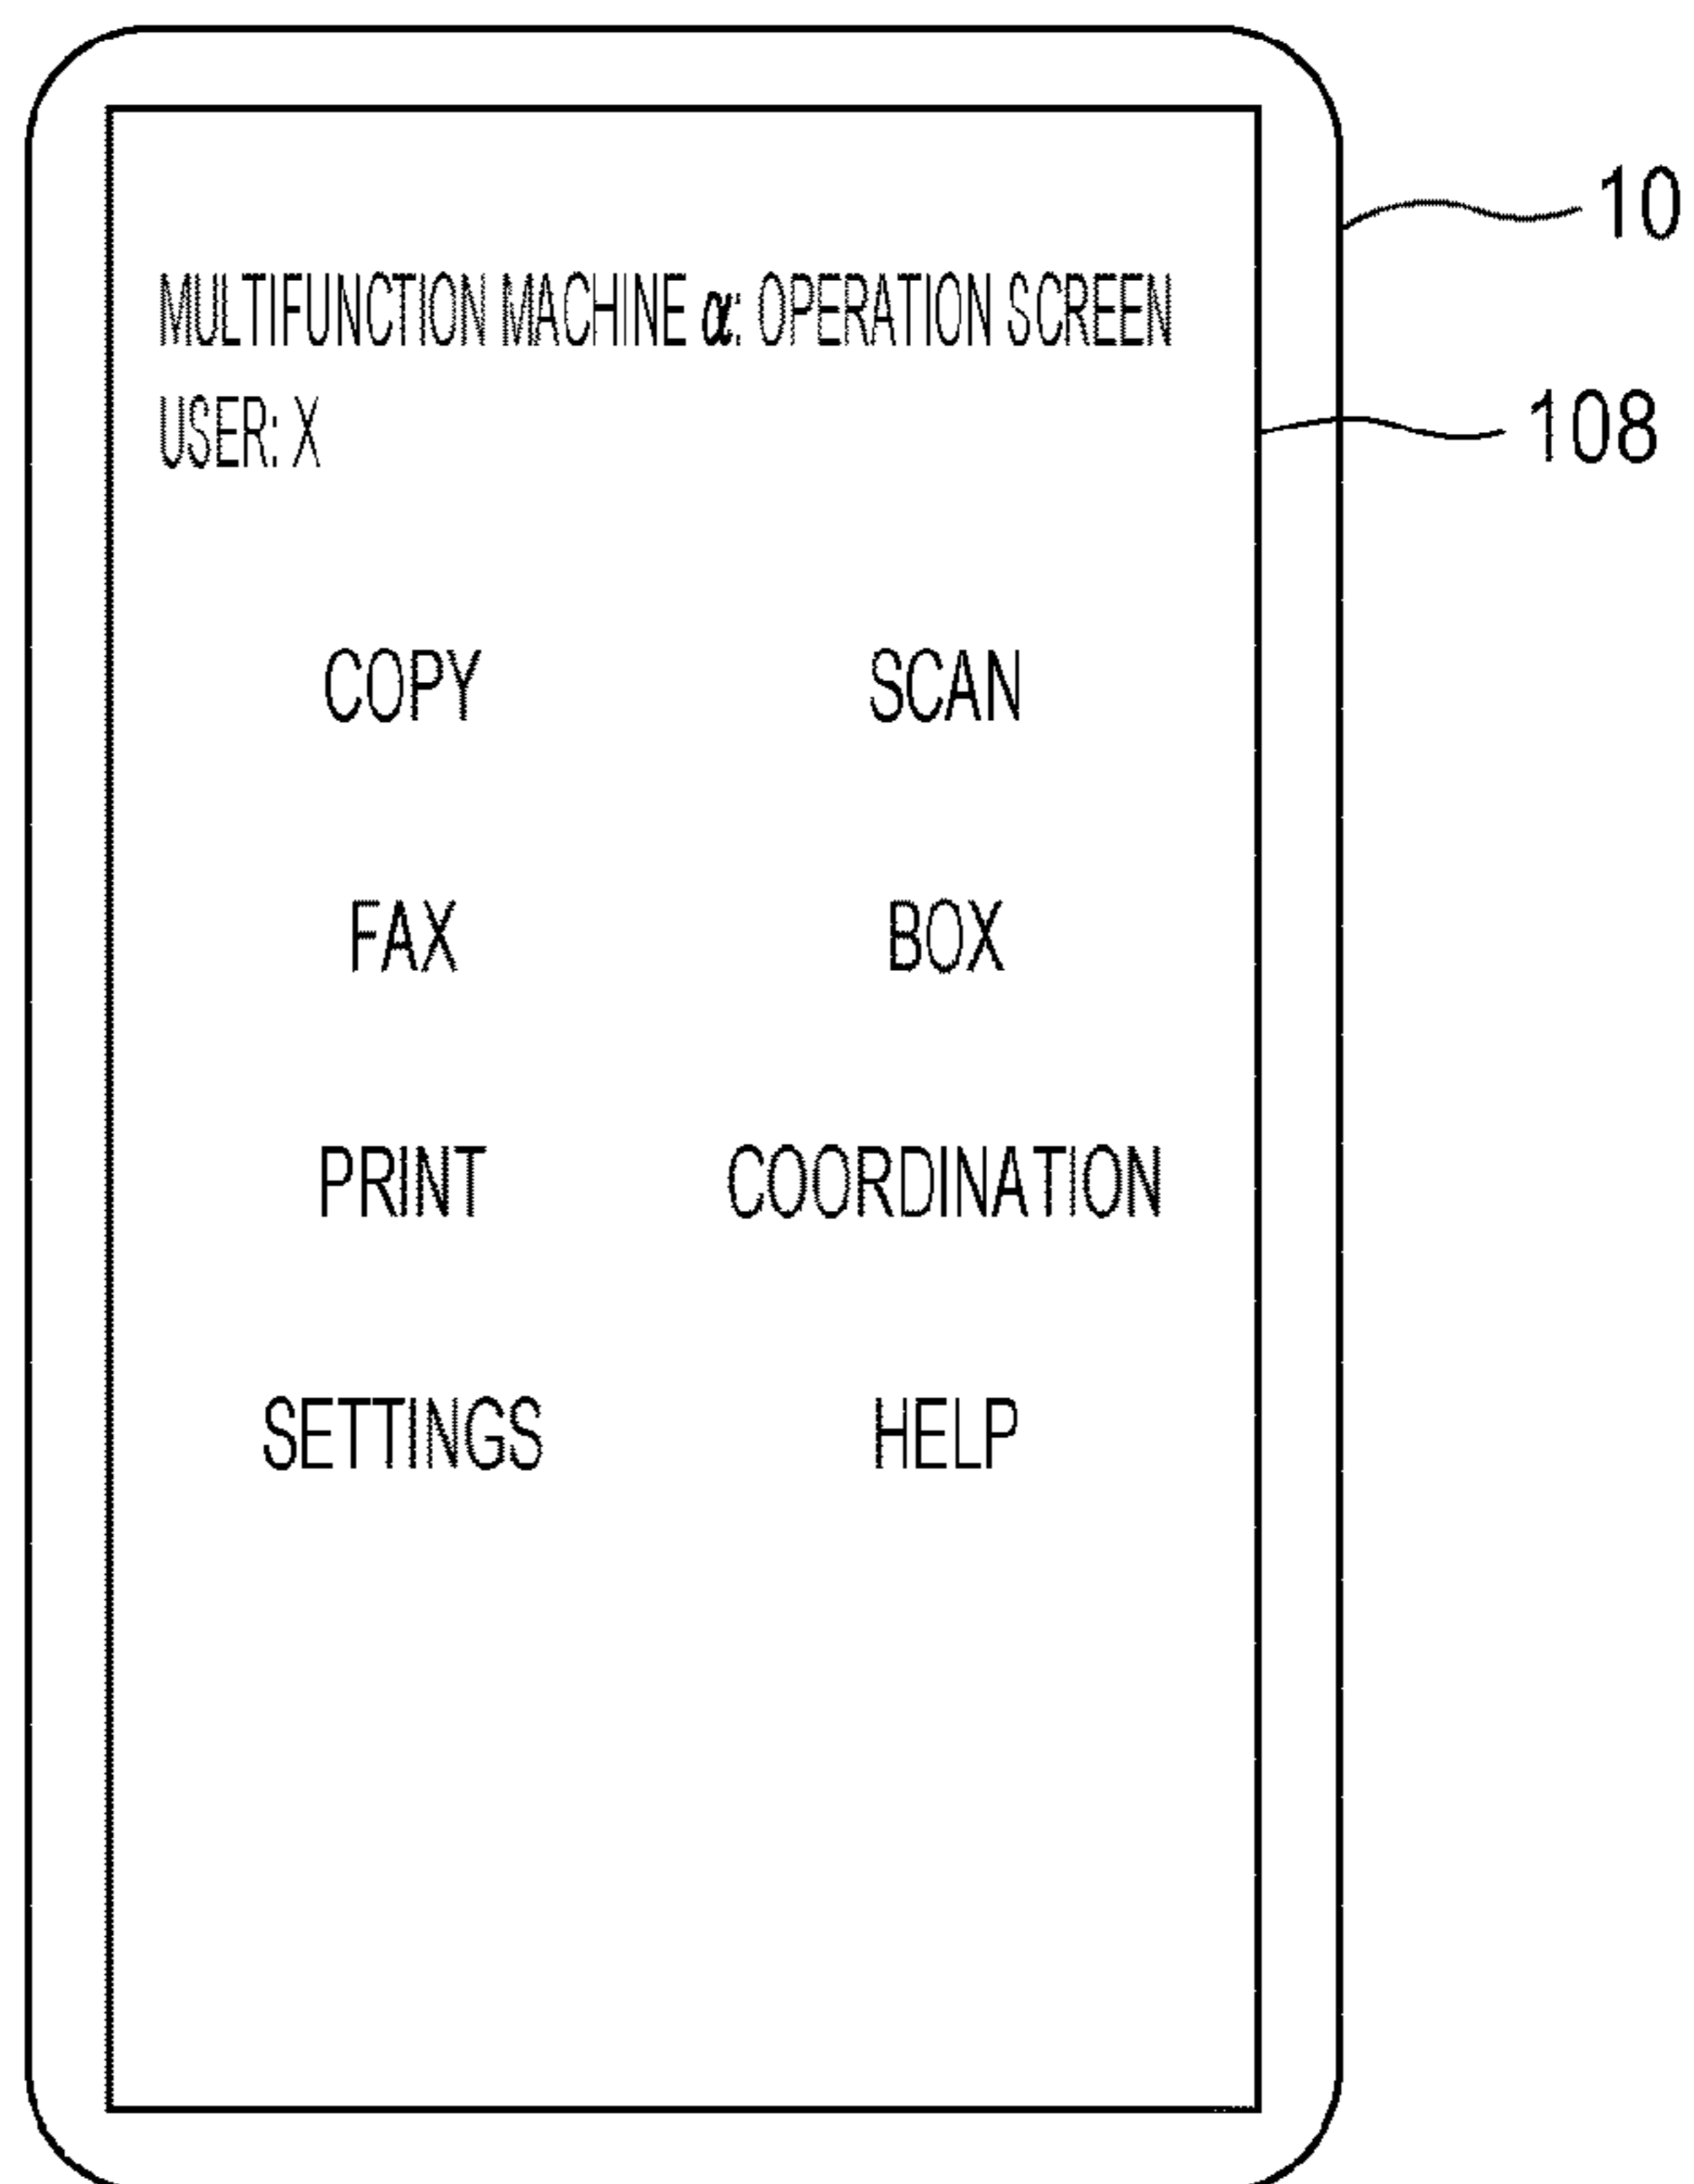 10
MULTIFUNCTION MACHINE α: OPERATION SCREEN
USER: X
108
COPY SCAN
FAX BOX
PRINT COORDINATION
SETTINGS HELP